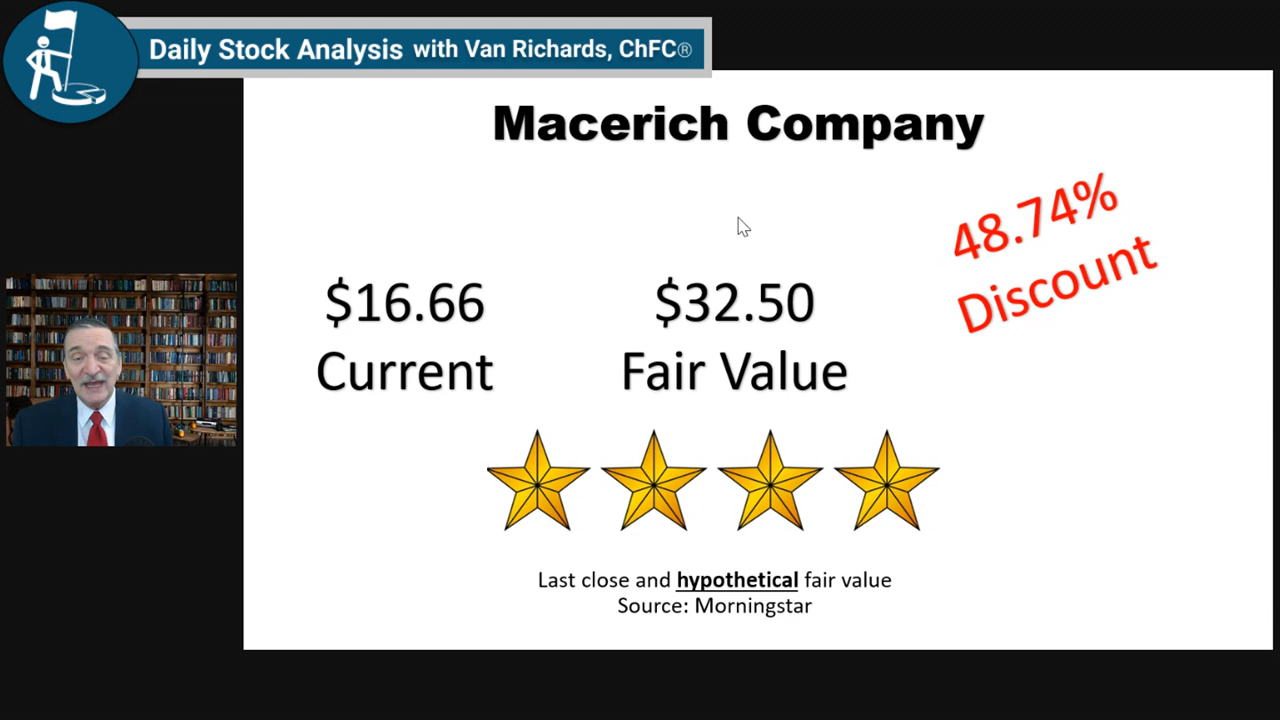 Daily Stock Analysis with Van Richards, ChFC®
Macerich Company
48.74%
Discount
$16.66
Current
$32.50
Fair Value
Last close and hypothetical fair value
Source: Morningstar